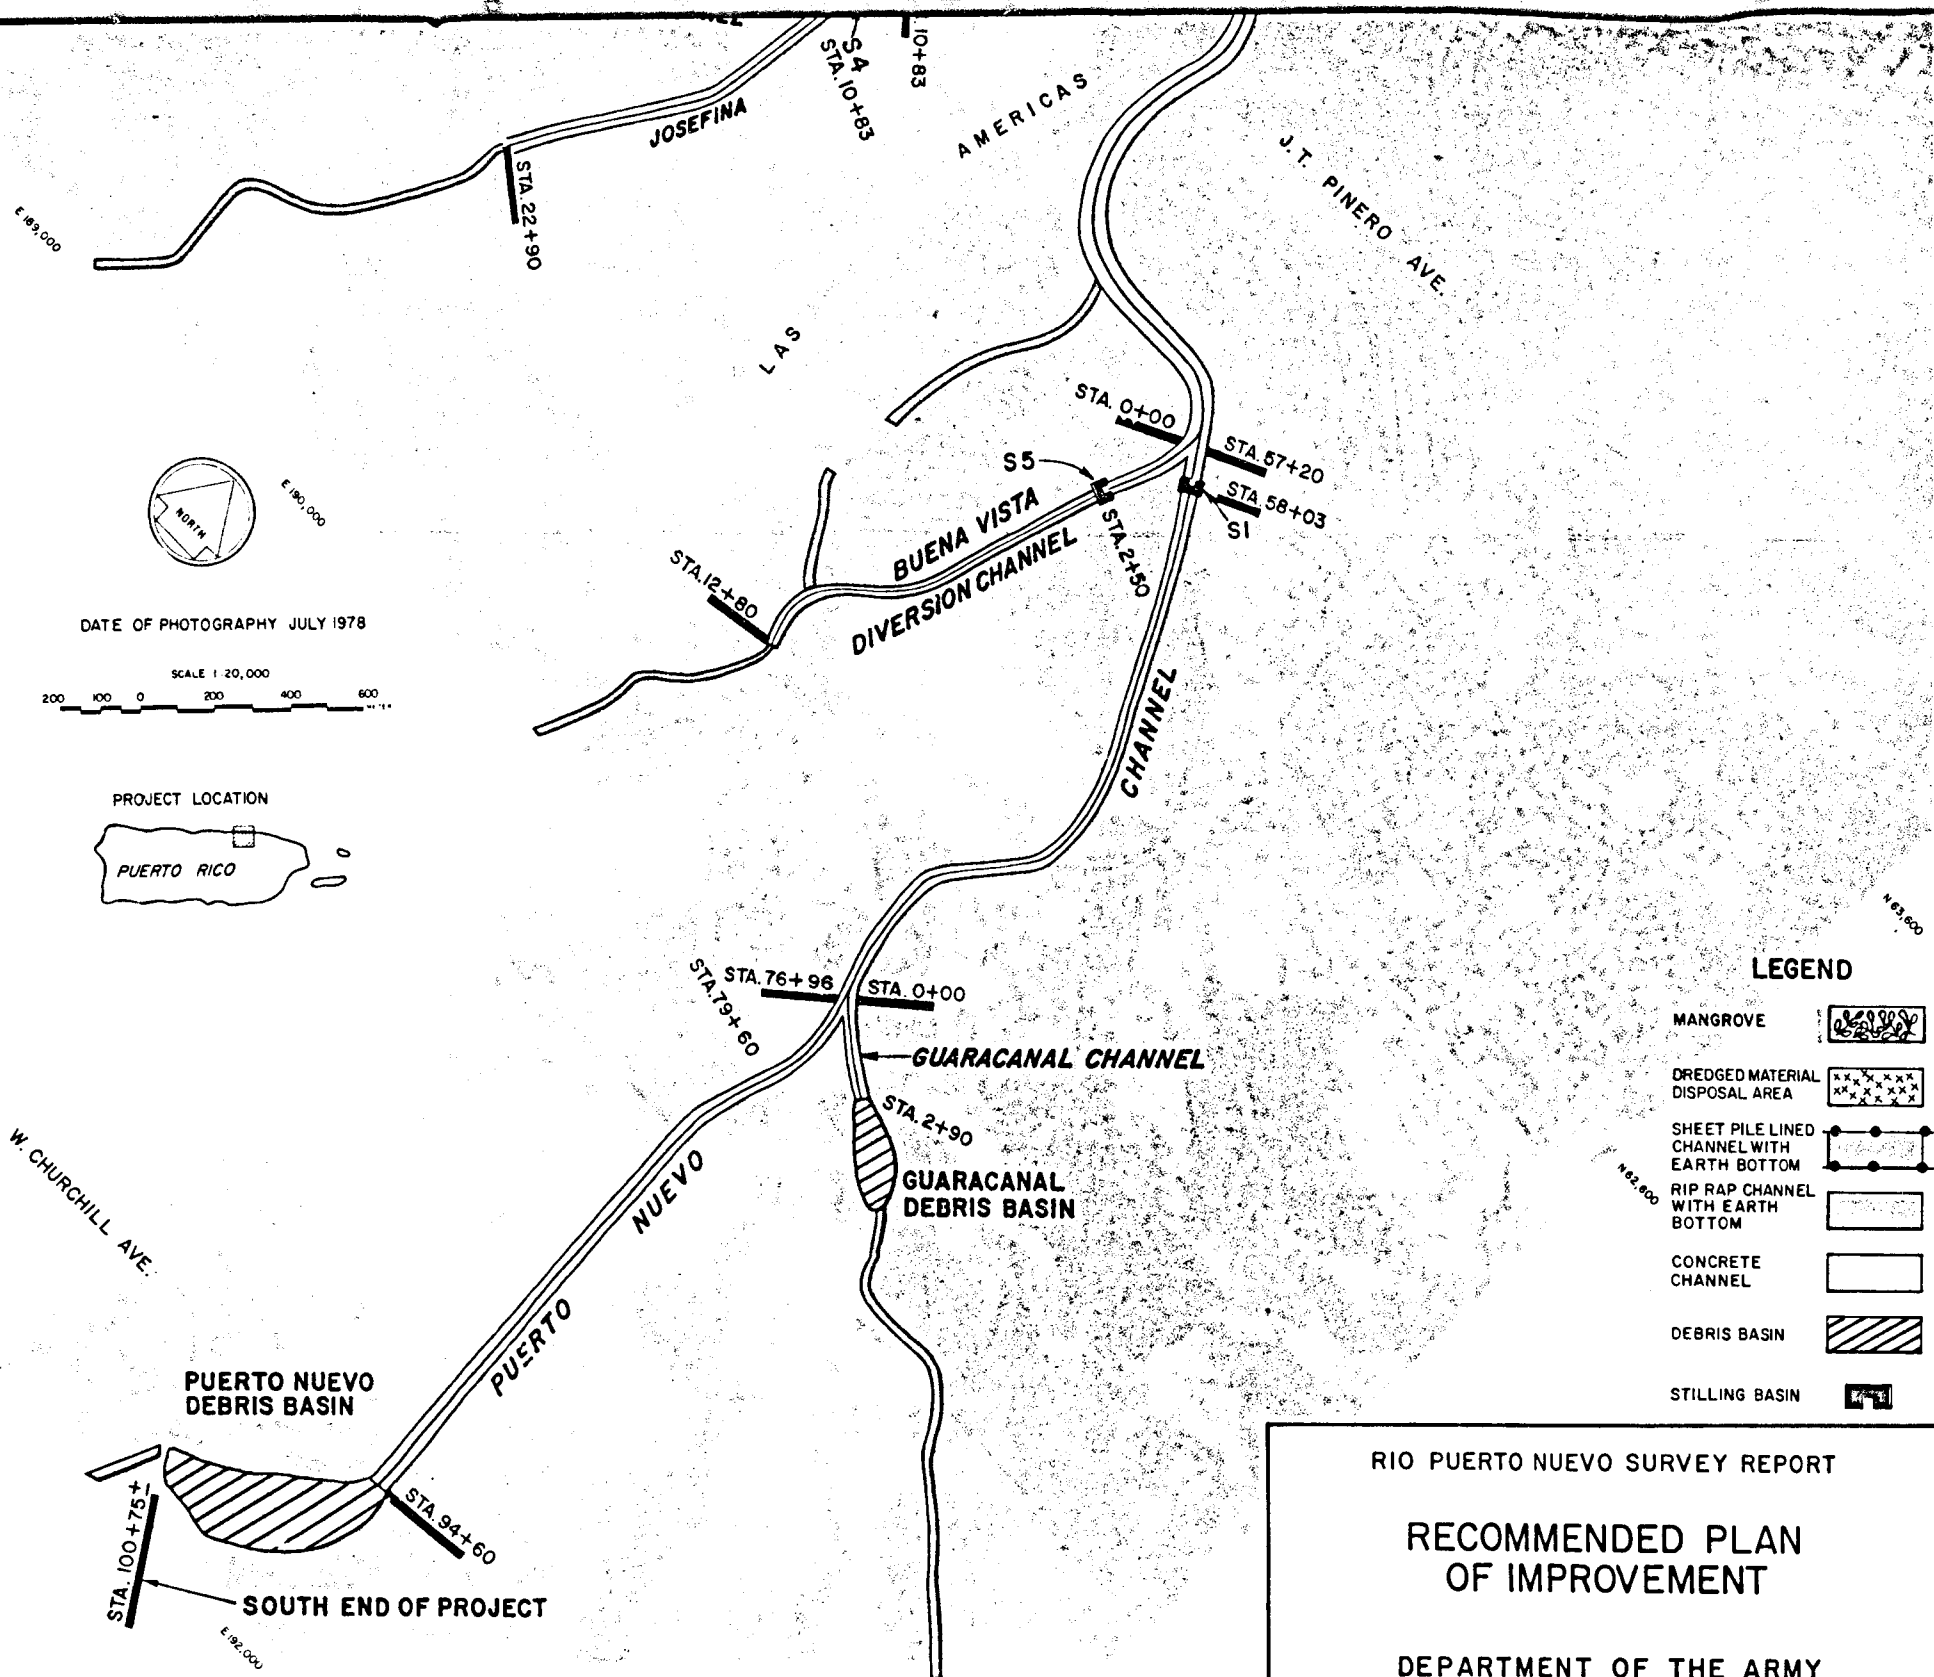 S4
STA. 10+83
10+83
JOSEFINA
STA. 22+90
E 189,000
AMERICAS
J.T. PINERO AVE.
LAS
STA. 0+00
STA. 57+20
S5
STA. 58+03
S1
BUENA VISTA
DIVERSION CHANNEL
STA. 2+50
STA. 12+80
E 190,000
NORTH
DATE OF PHOTOGRAPHY JULY 1978
SCALE 1:20,000
200 100 0 200 400 600
METER
PROJECT LOCATION
PUERTO RICO
CHANNEL
N 63,600
STA. 76+96
STA. 0+00
STA. 79+60
GUARACANAL CHANNEL
STA. 2+90
GUARACANAL
DEBRIS BASIN
NUEVO
PUERTO
W. CHURCHILL AVE.
N 62,600
LEGEND
MANGROVE
DREDGED MATERIAL
DISPOSAL AREA
SHEET PILE LINED
CHANNEL WITH
EARTH BOTTOM
RIP RAP CHANNEL
WITH EARTH
BOTTOM
CONCRETE
CHANNEL
DEBRIS BASIN
STILLING BASIN
PUERTO NUEVO
DEBRIS BASIN
STA. 94+60
STA. 100+75±
SOUTH END OF PROJECT
E 192,000
RIO PUERTO NUEVO SURVEY REPORT
RECOMMENDED PLAN
OF IMPROVEMENT
DEPARTMENT OF THE ARMY